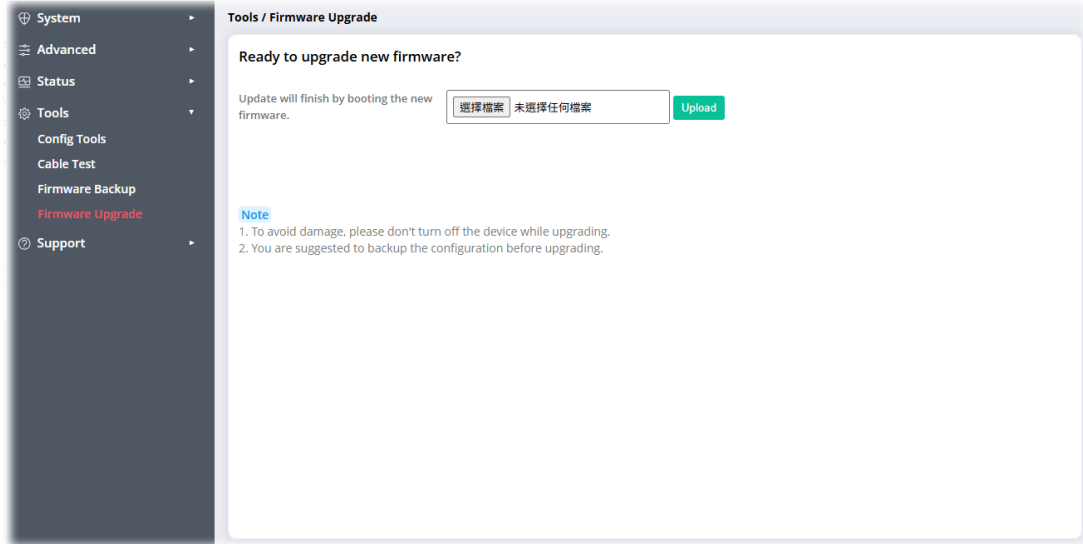 System
Advanced
Status
Tools
Config Tools
Cable Test
Firmware Backup
Firmware Upgrade
Support
Tools / Firmware Upgrade
Ready to upgrade new firmware?
Update will finish by booting the new
firmware.
選擇檔案 未選擇任何檔案
Upload
Note
1. To avoid damage, please don't turn off the device while upgrading.
2. You are suggested to backup the configuration before upgrading.